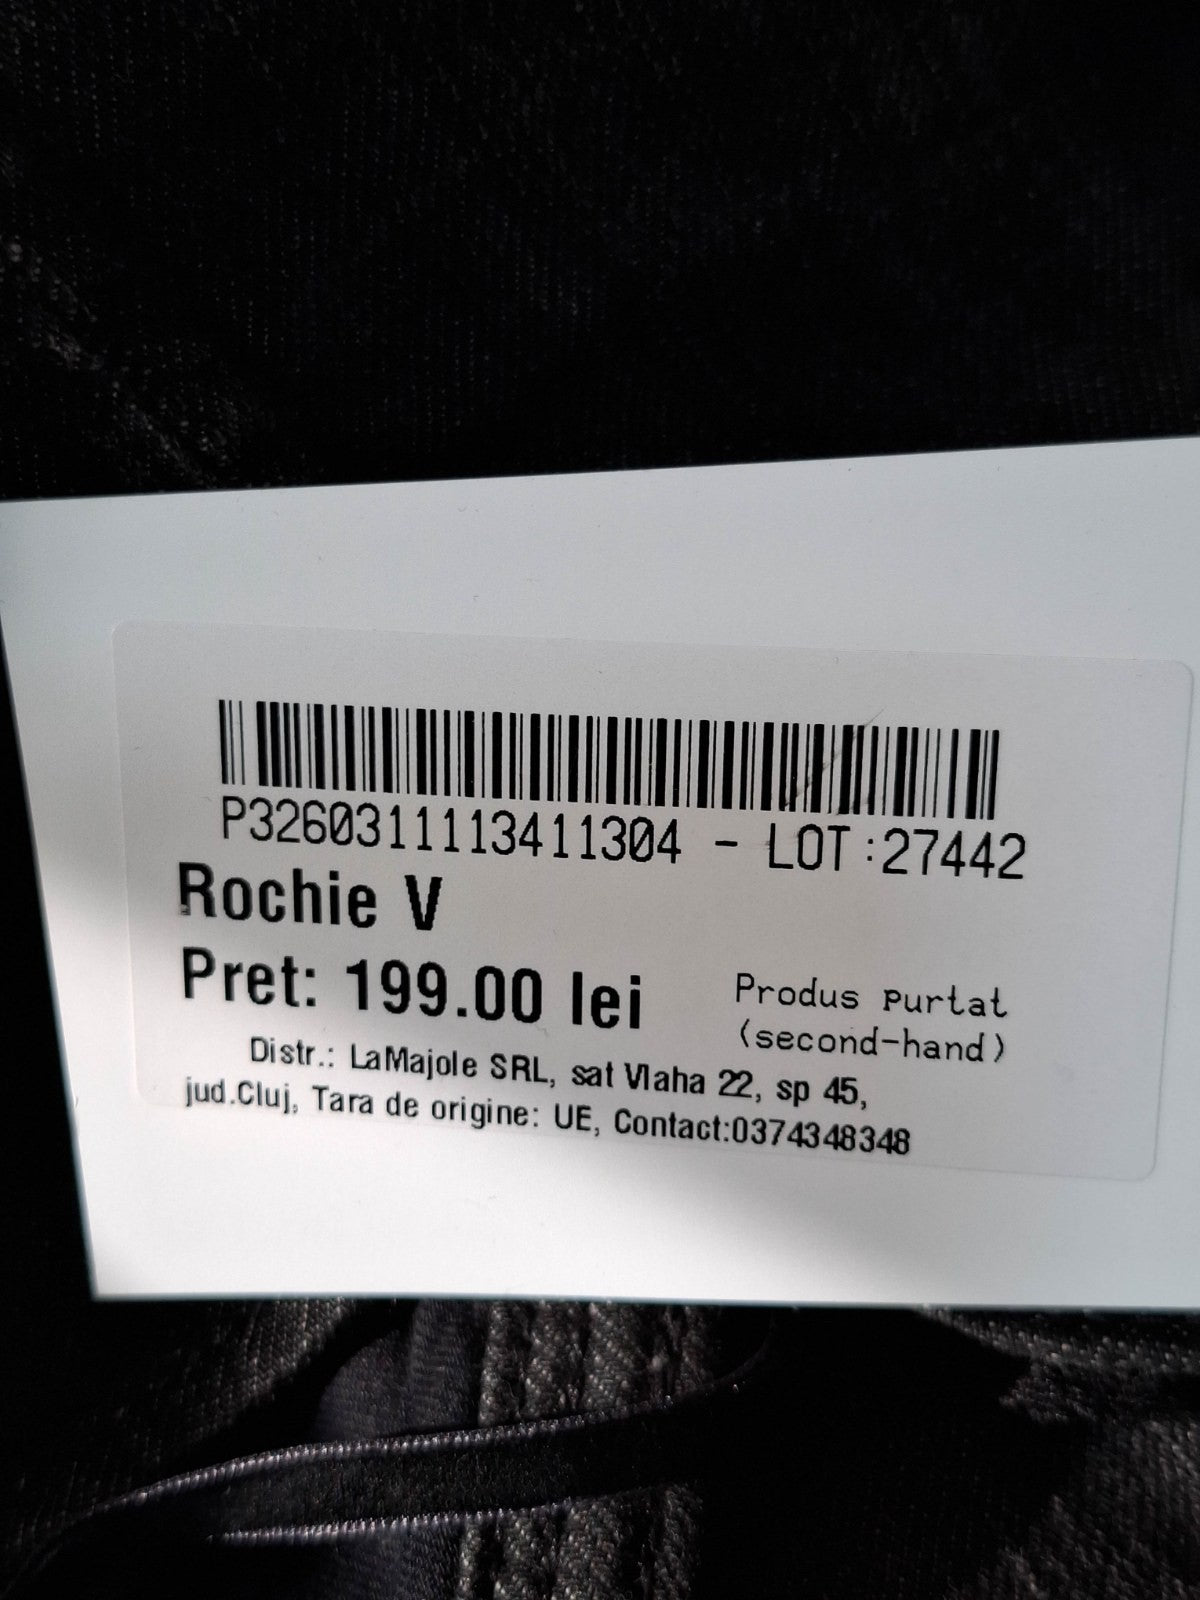 P3260311113411304 - LOT:27442
Rochie V
Pret: 199.00 lei
Produs purtat
(second-hand)
Distr.: LaMajole SRL, sat Vlaha 22, sp 45,
jud.Cluj, Tara de origine: UE, Contact:0374348348